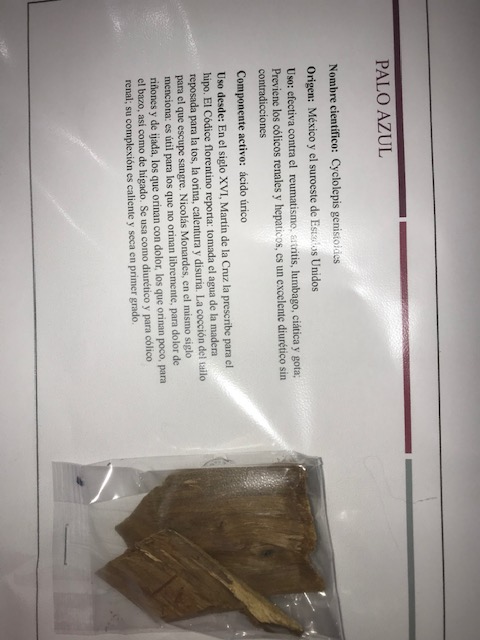 PALO AZUL
Nombre científico: Cyclolepis genistoides
Origen: México y el suroeste de Estados Unidos
Uso: efectiva contra el reumatismo, artritis, lumbago, ciática y gota;
Previene los cólicos renales y hepáticos, es un excelente diurético sin
contradicciones
Componente activo: ácido úrico
Uso desde: En el siglo XVI, Martín de la Cruz la prescribe para el
hipo. El Códice florentino reporta: tomada el agua de la madera
reposada para la tos, la orina, calentura y disuria. La cocción del tallo
para el que escupe sangre. Nicolás Monardes, en el mismo siglo
menciona: es útil para los que no orinan libremente, para dolor de
riñones y de ijada, los que orinan con dolor, los que orinan poco, para
el bazo, así como de hígado. Se usa como diurético y para cólico
renal; su complexión es caliente y seca en primer grado.